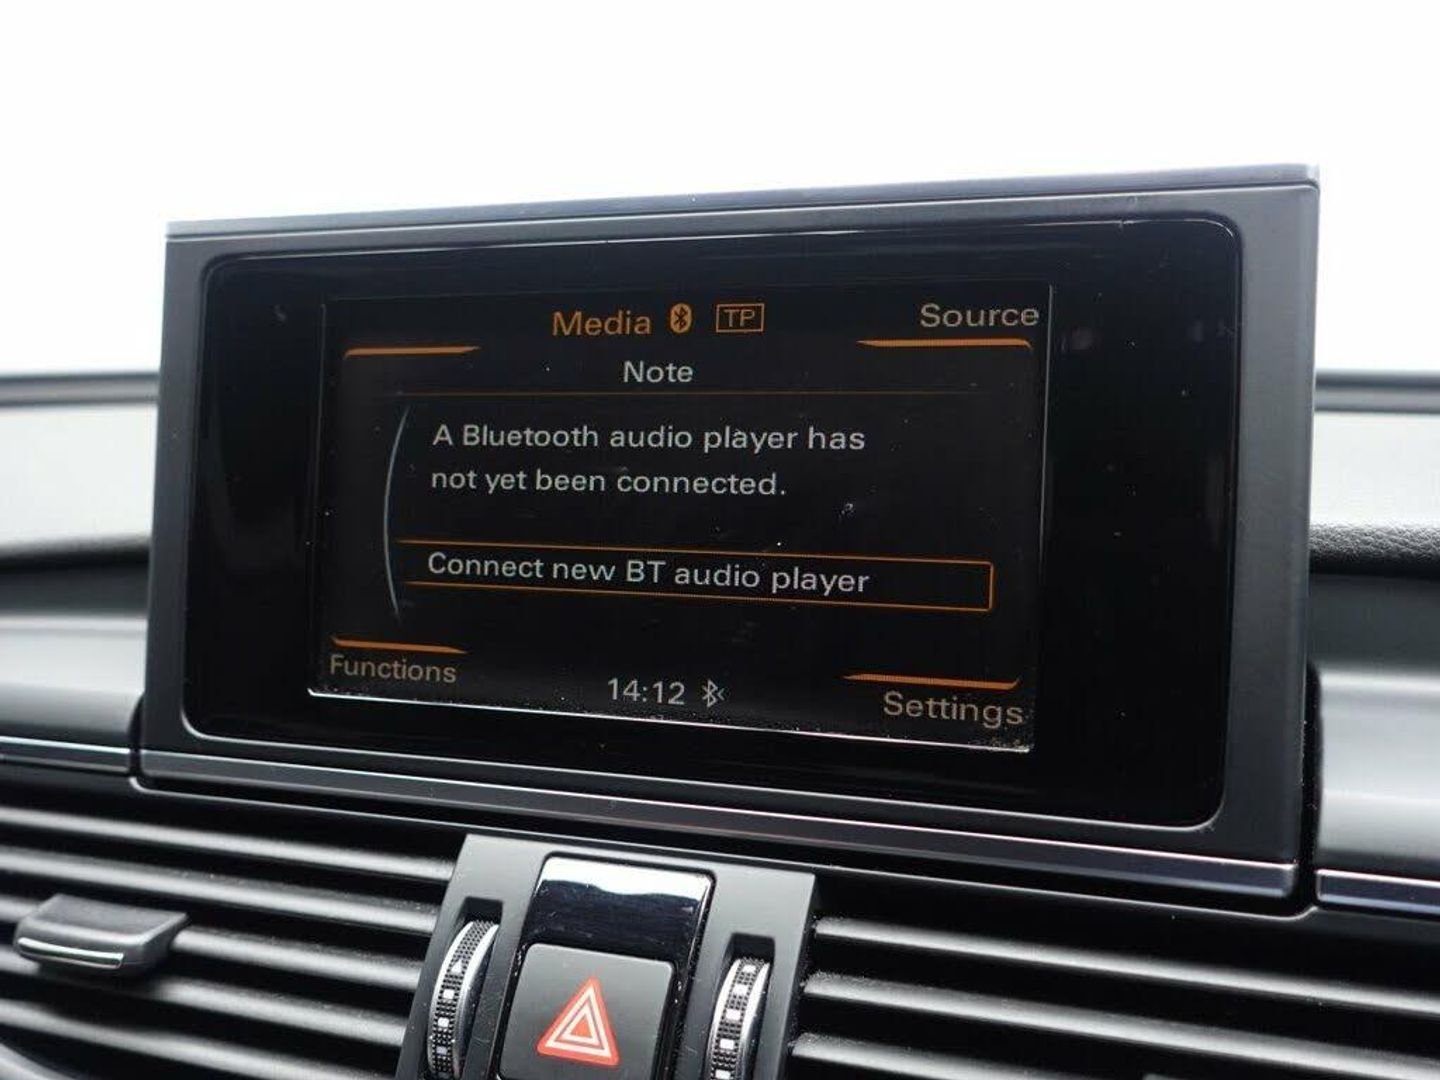 Media TP
Source
Note
A Bluetooth audio player has
not yet been connected.
Connect new BT audio player
Functions
14:12
Settings